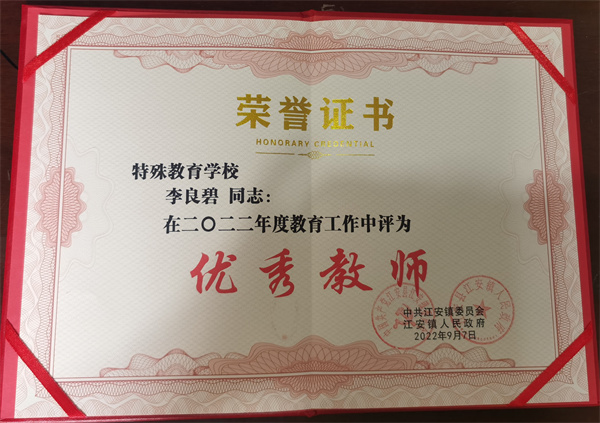 荣誉证书
HONORARY CREDENTIAL
特殊教育学校
李良碧 同志：
在二〇二二年度教育工作中评为
优秀教师
中共江安镇委员会
江安镇人民政府
2022年9月7日